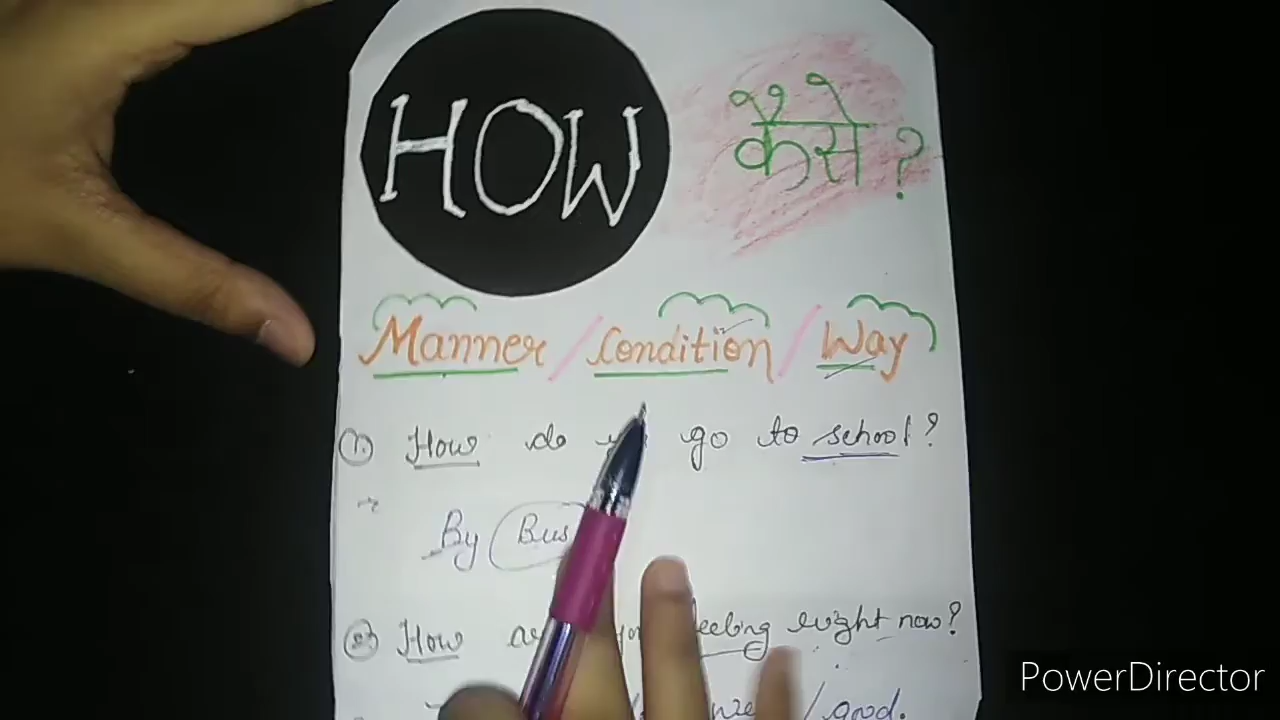 HOW
कैसे ?
Manner / Condition / Way
(1.) How do go to school?
By Bus
(2.) How feeling right now?
/ good.
PowerDirector